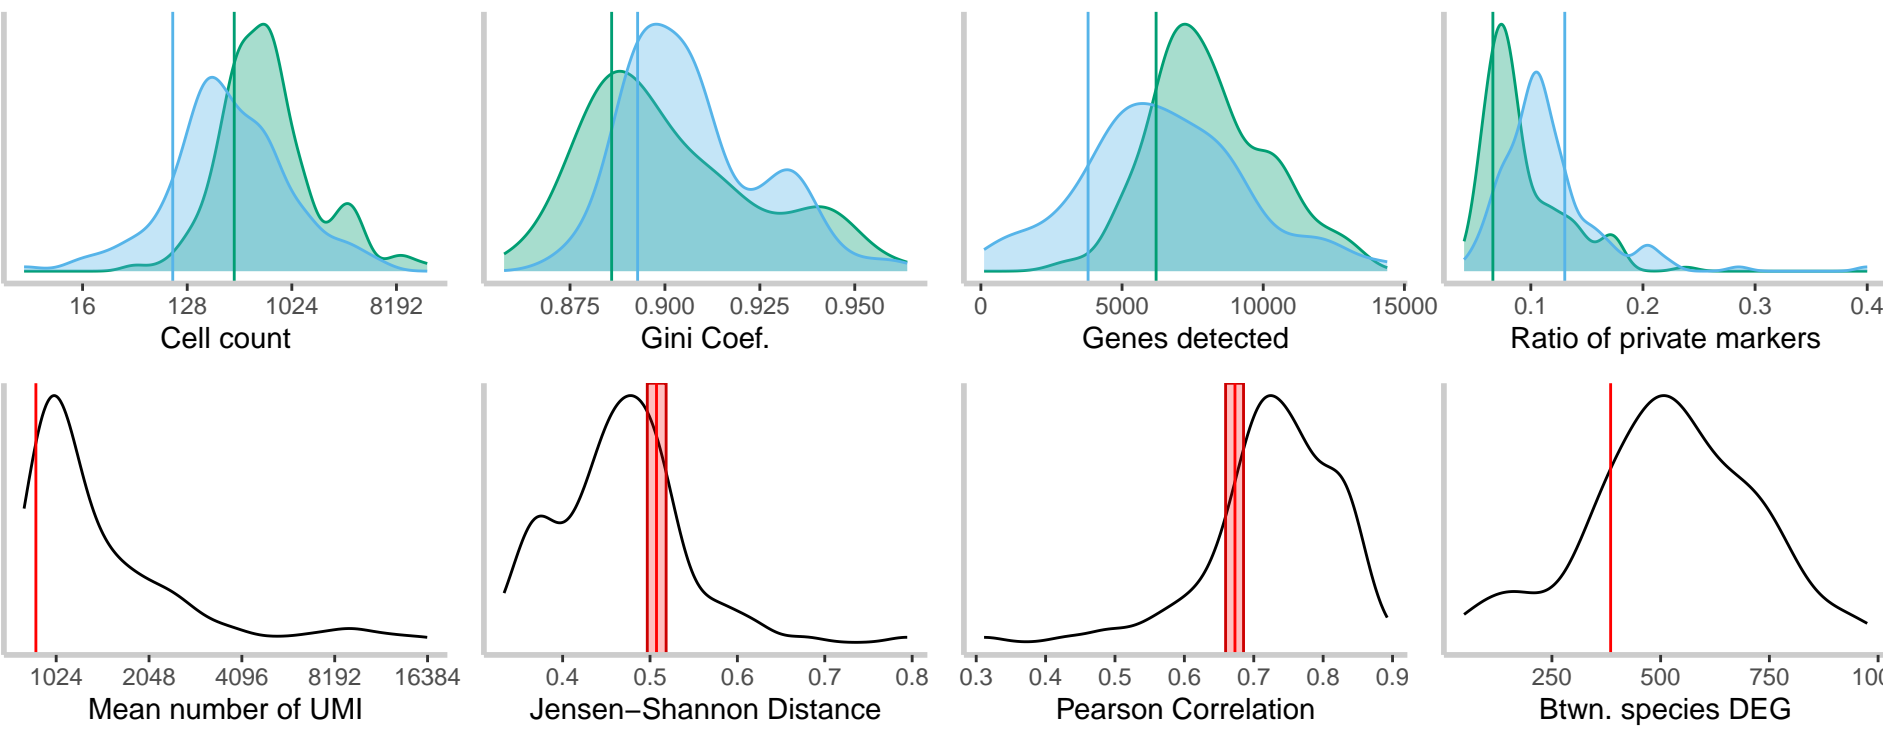 16 128 1024 8192
Cell count
0.875 0.900 0.925 0.950
Gini Coef.
0 5000 10000 15000
Genes detected
0.1 0.2 0.3 0.4
Ratio of private markers
1024 2048 4096 8192 16384
Mean number of UMI
0.4 0.5 0.6 0.7 0.8
Jensen−Shannon Distance
0.3 0.4 0.5 0.6 0.7 0.8 0.9
Pearson Correlation
250 500 750 100
Btwn. species DEG